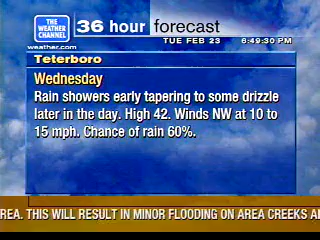 THE
WEATHER
CHANNEL
36 hour forecast
weather.com
TUE FEB 23 6:49:30 PM
Teterboro
Wednesday
Rain showers early tapering to some drizzle
later in the day. High 42. Winds NW at 10 to
15 mph. Chance of rain 60%.
REA. THIS WILL RESULT IN MINOR FLOODING ON AREA CREEKS A